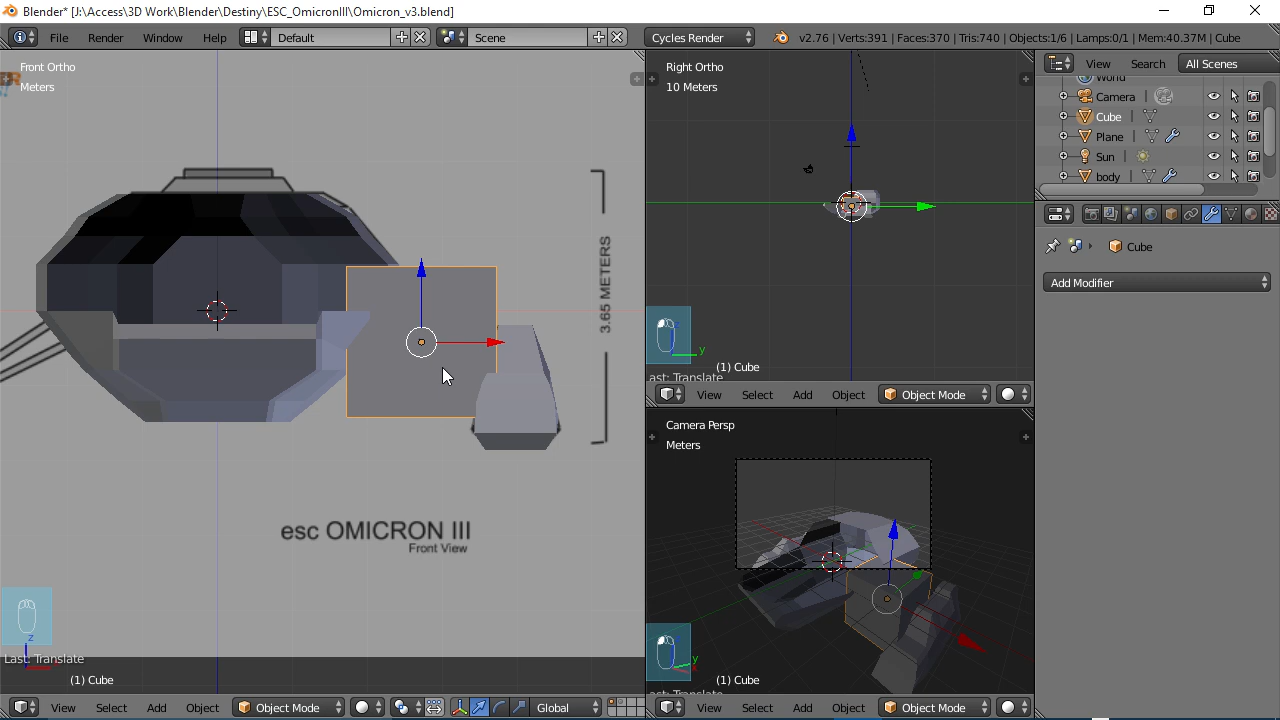 Blender* [J:\Access\3D Work\Blender\Destiny\ESC_OmicronIII\Omicron_v3.blend]
File Render Window Help Default Scene Cycles Render v2.76 | Verts:391 | Faces:370 | Tris:740 | Objects:1/6 | Lamps:0/1 | Mem:40.37M | Cube
Front Ortho
Meters
3.65 METERS
esc OMICRON III
Front View
z
Last: Translate
(1) Cube
View Select Add Object Object Mode Global
Right Ortho
10 Meters
z
y
(1) Cube
ast: Translate
View Select Add Object Object Mode
Camera Persp
Meters
y
(1) Cube
ast: Translate
View Select Add Object Object Mode
View Search All Scenes
World
Camera
Cube
Plane
Sun
body
Cube
Add Modifier